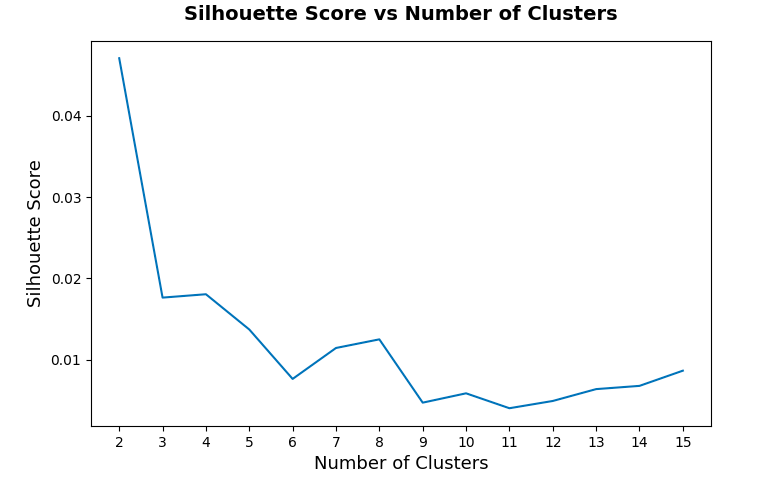 Silhouette Score vs Number of Clusters
Silhouette Score
0.04
0.03
0.02
0.01
2 3 4 5 6 7 8 9 10 11 12 13 14 15
Number of Clusters